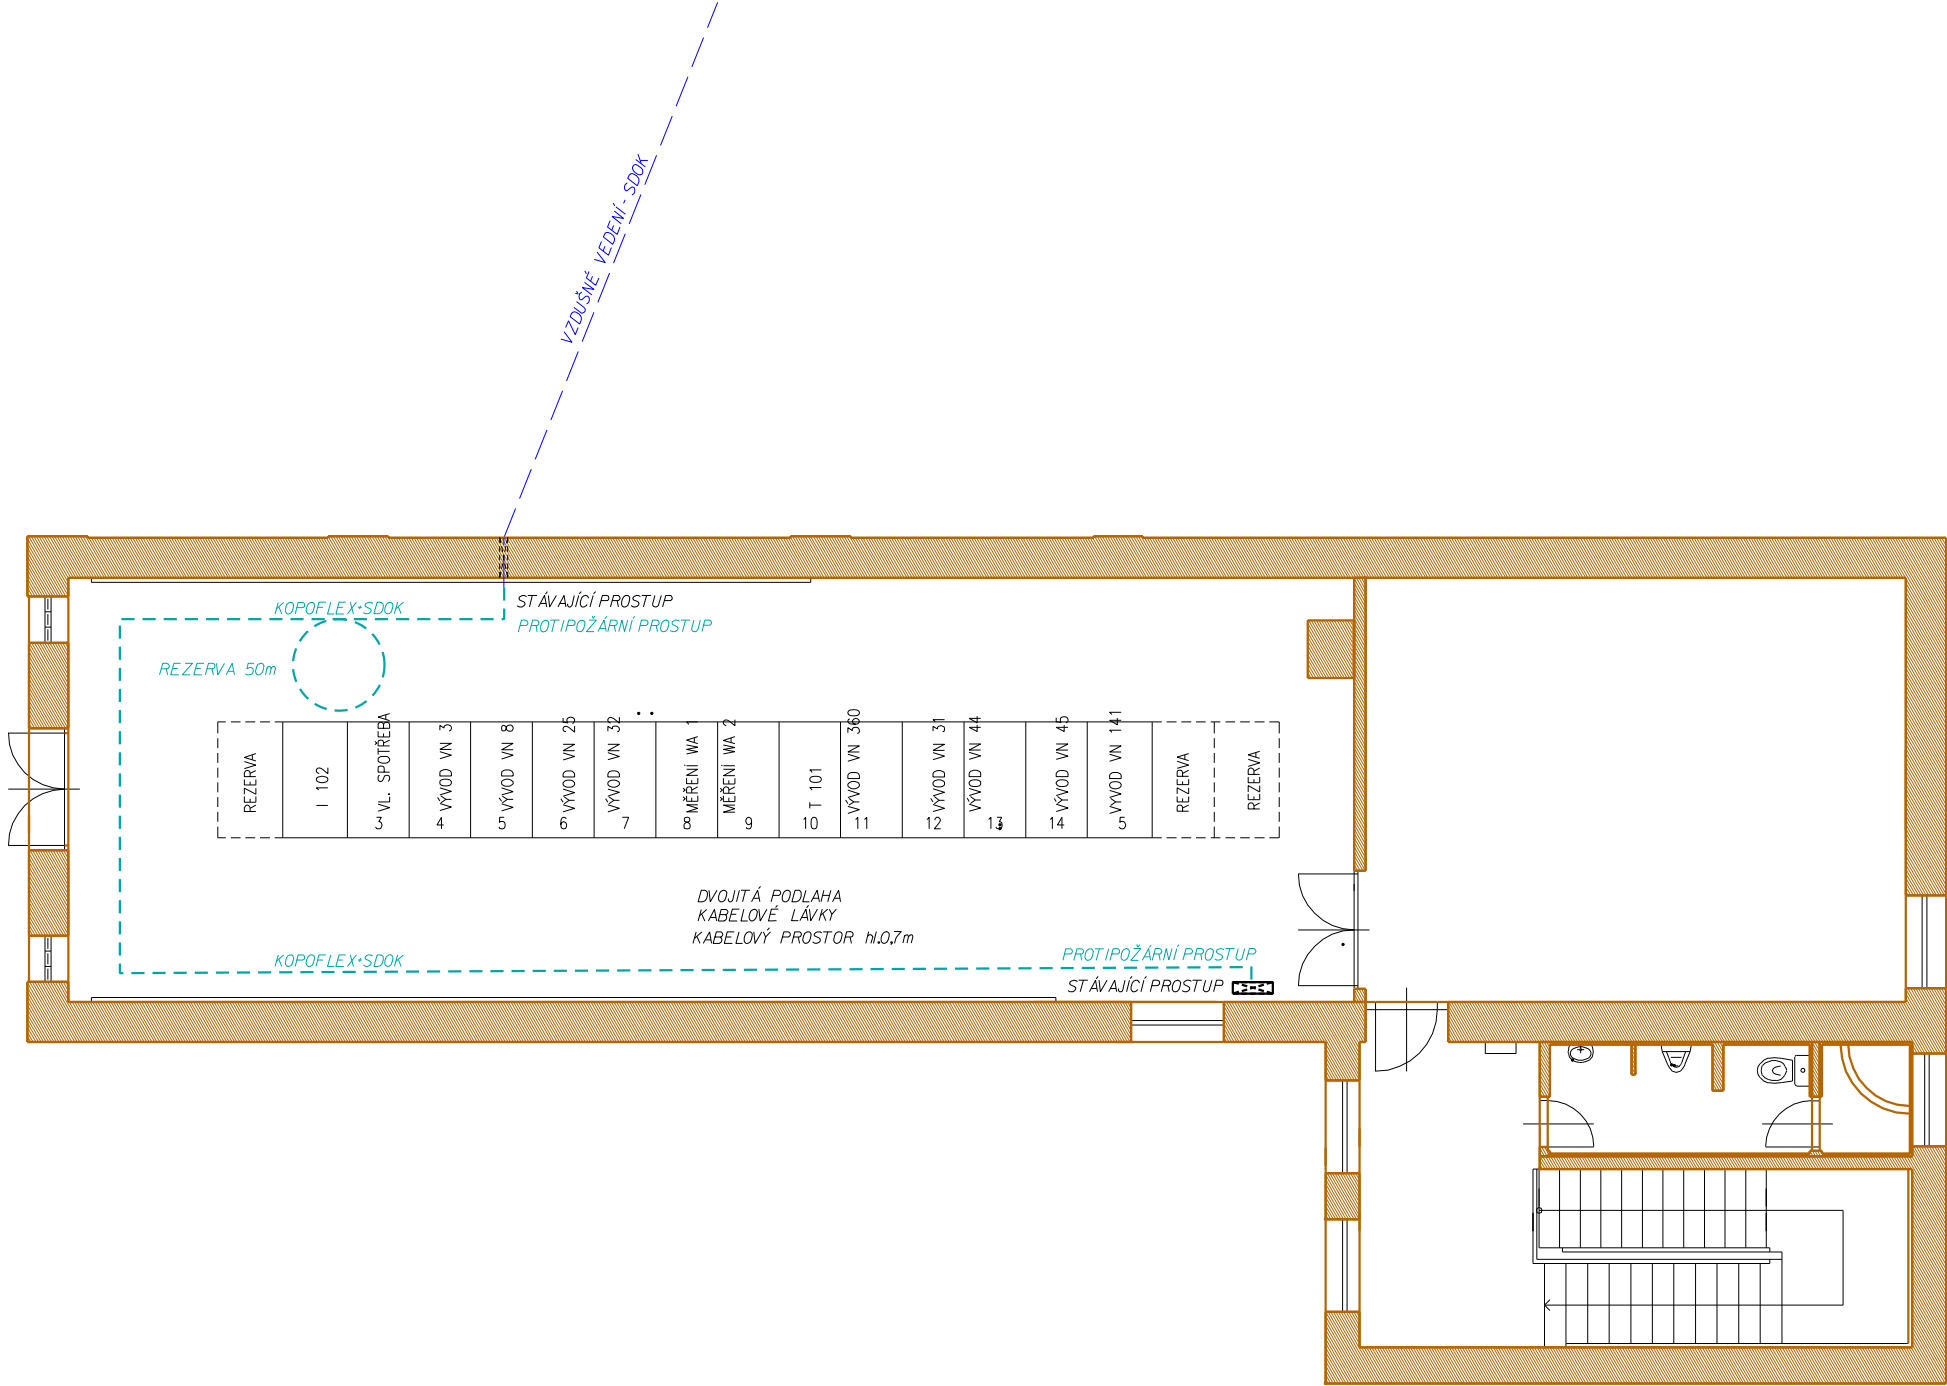 VZDUŠNÉ VEDENÍ - SDOK
KOPOFLEX+SDOK
STÁVAJÍCÍ PROSTUP
PROTIPOŽÁRNÍ PROSTUP
REZERVA 50m
REZERVA
I 102
VL. SPOTŘEBA
VÝVOD VN 3
VÝVOD VN 8
VÝVOD VN 25
VÝVOD VN 32
MĚŘENÍ WA 1
MĚŘENÍ WA 2
T 101
VÝVOD VN 360
VÝVOD VN 31
VÝVOD VN 44
VÝVOD VN 45
VÝVOD VN 141
REZERVA
REZERVA
3 4 5 6 7 8 9 10 11 12 13 14 5
DVOJITÁ PODLAHA
KABELOVÉ LÁVKY
KABELOVÝ PROSTOR hl.0,7m
KOPOFLEX+SDOK
PROTIPOŽÁRNÍ PROSTUP
STÁVAJÍCÍ PROSTUP